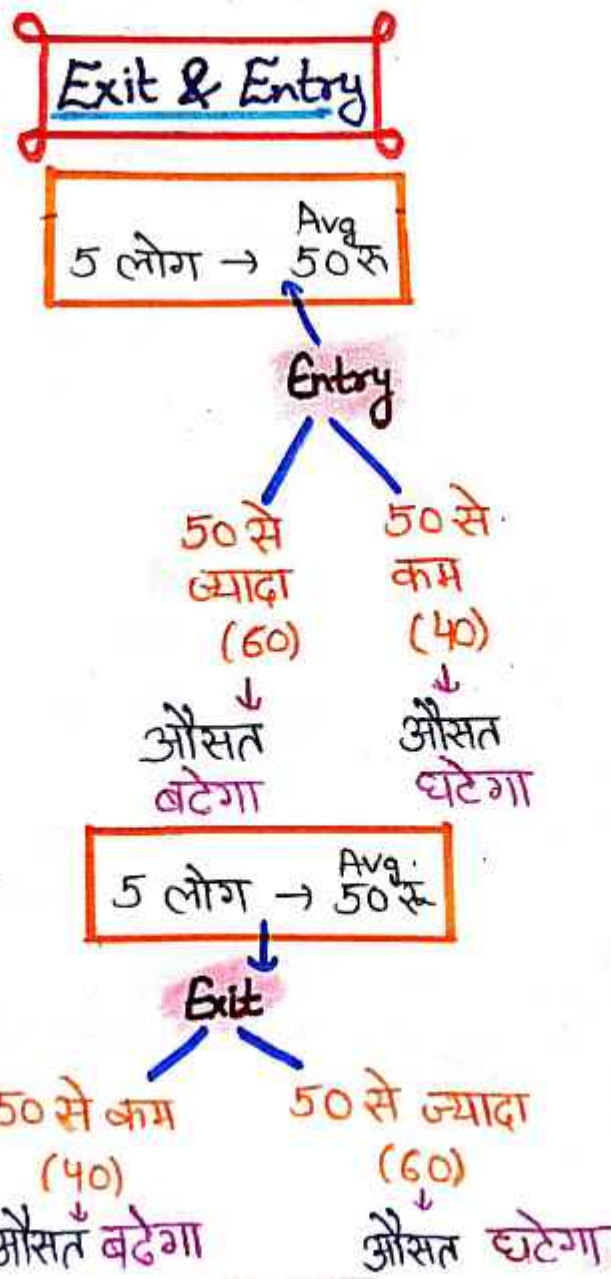 Exit & Entry
Avg
5 लोग → 50रु
Entry
50 से
ज्यादा
(60)
↓
औसत
बढेगा
50 से
कम
(40)
↓
औसत
घटेगा
Avg.
5 लोग → 50रु
Exit
50 से कम
(40)
↓
औसत बढेगा
50 से ज्यादा
(60)
↓
औसत घटेगा